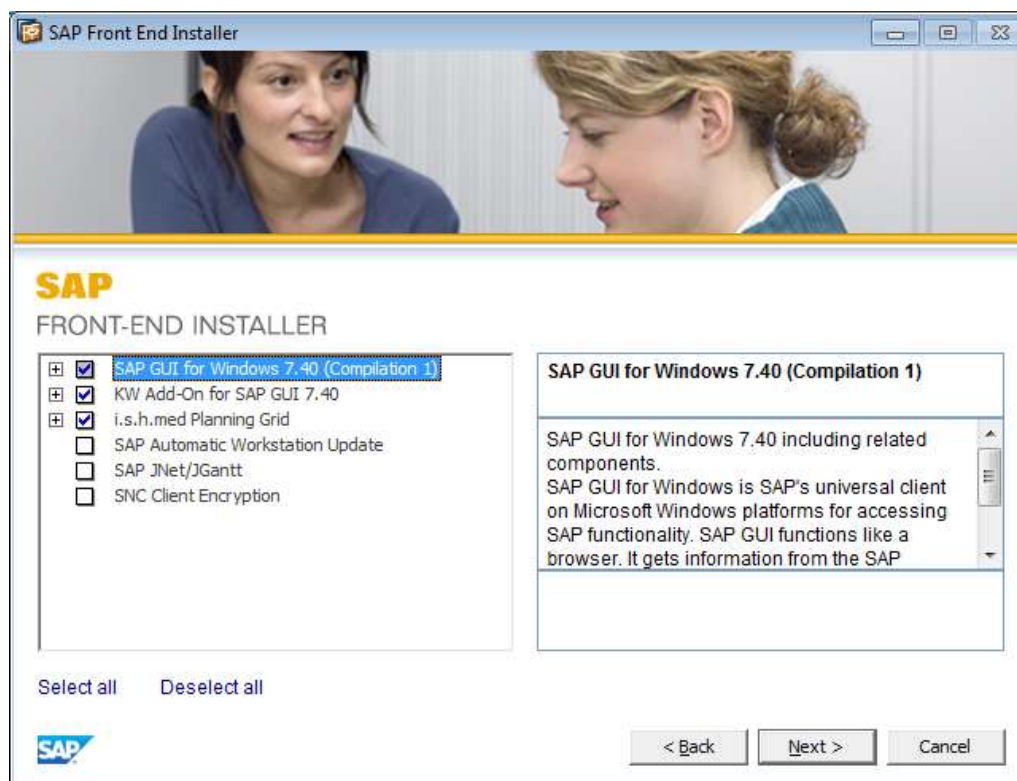 SAP Front End Installer
SAP
FRONT-END INSTALLER
SAP GUI for Windows 7.40 (Compilation 1)
KW Add-On for SAP GUI 7.40
i.s.h.med Planning Grid
SAP Automatic Workstation Update
SAP JNet/JGantt
SNC Client Encryption
SAP GUI for Windows 7.40 (Compilation 1)
SAP GUI for Windows 7.40 including related
components.
SAP GUI for Windows is SAP's universal client
on Microsoft Windows platforms for accessing
SAP functionality. SAP GUI functions like a
browser. It gets information from the SAP
Select all Deselect all
SAP
< Back Next > Cancel